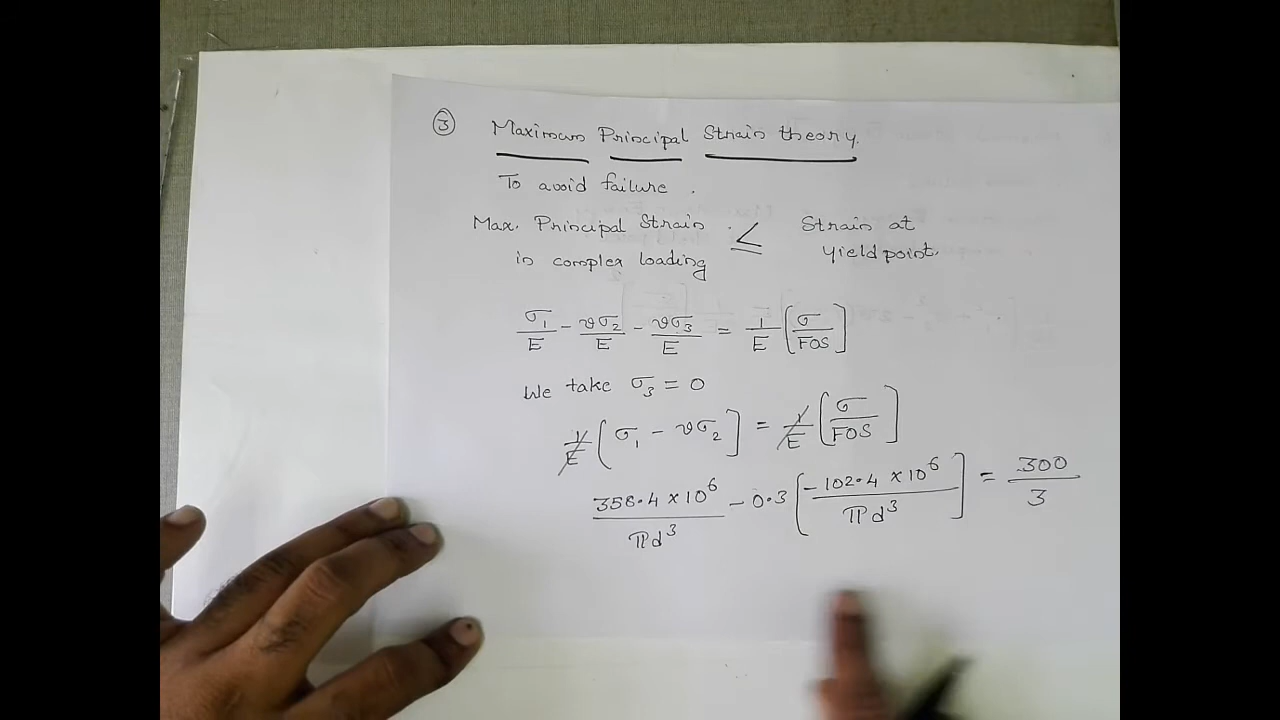 ③ Maximum Principal Strain theory.
To avoid failure.
Max. Principal Strain in complex loading ≤ Strain at yield point.
σ₁/E - νσ₂/E - νσ₃/E = 1/E [σ/FOS]
We take σ₃ = 0
1/E [σ₁ - νσ₂] = 1/E [σ/FOS]
358.4 × 10⁶/πd³ - 0.3 [-102.4 × 10⁶/πd³] = 300/3